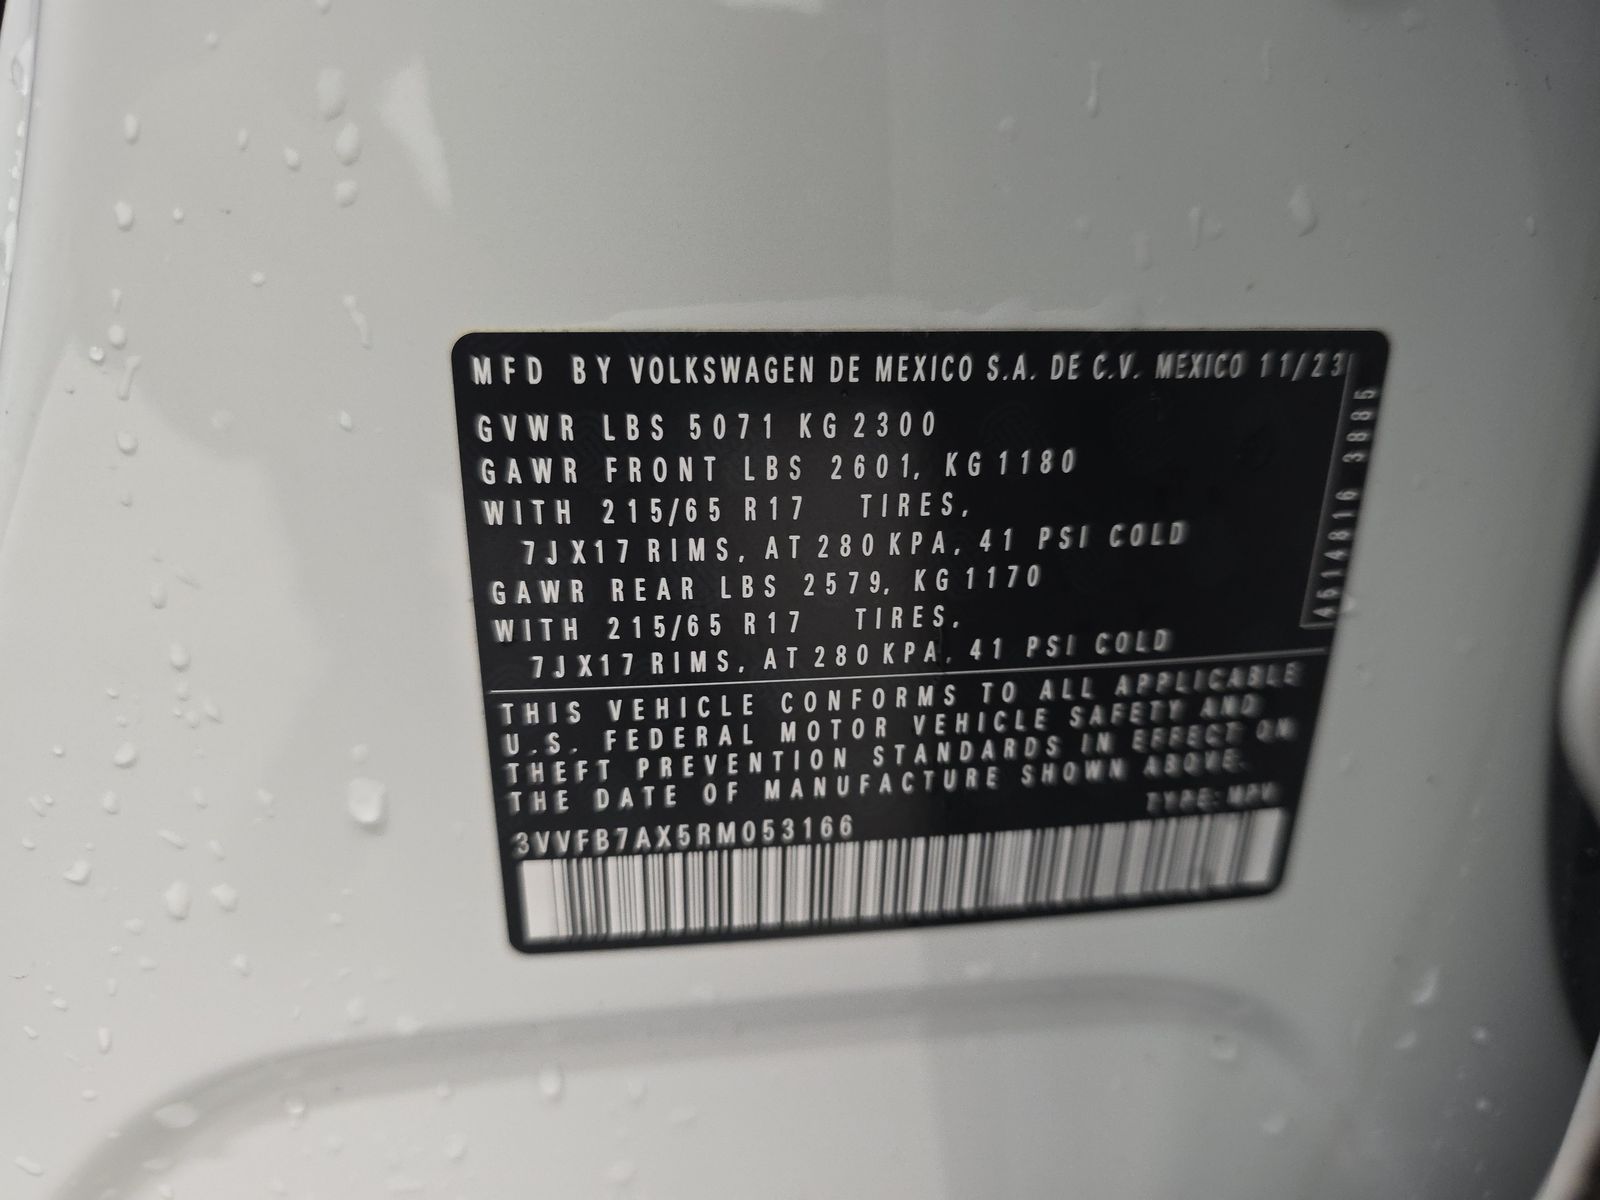 MFD BY VOLKSWAGEN DE MEXICO S.A. DE C.V. MEXICO 11/23
GVWR LBS 5071 KG 2300
GAWR FRONT LBS 2601, KG 1180
WITH 215/65 R17 TIRES,
7JX17 RIMS, AT 280 KPA, 41 PSI COLD
GAWR REAR LBS 2579, KG 1170
WITH 215/65 R17 TIRES,
7JX17 RIMS, AT 280 KPA, 41 PSI COLD
THIS VEHICLE CONFORMS TO ALL APPLICABLE
U.S. FEDERAL MOTOR VEHICLE SAFETY AND
THEFT PREVENTION STANDARDS IN EFFECT ON
THE DATE OF MANUFACTURE SHOWN ABOVE.
TYPE: MPV
3VVFB7AX5RM053166
4614816 3885